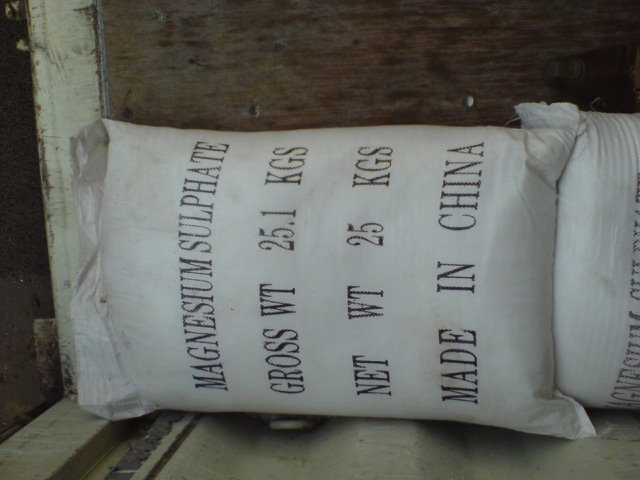 MAGNESIUM SULPHATE
GROSS WT 25.1 KGS
NET WT 25 KGS
MADE IN CHINA